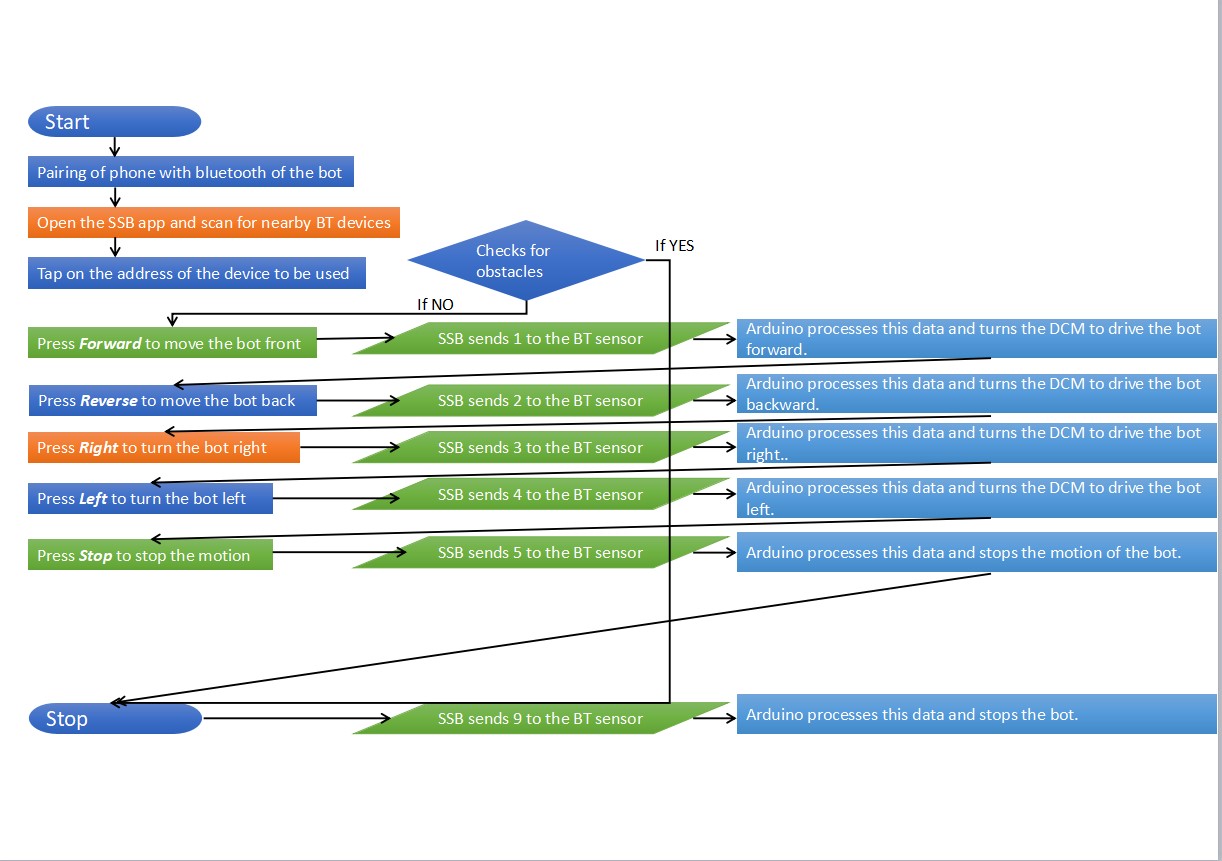 Start
Pairing of phone with bluetooth of the bot
Open the SSB app and scan for nearby BT devices
Tap on the address of the device to be used
Checks for
obstacles
If YES
If NO
Press Forward to move the bot front
SSB sends 1 to the BT sensor
Arduino processes this data and turns the DCM to drive the bot
forward.
Press Reverse to move the bot back
SSB sends 2 to the BT sensor
Arduino processes this data and turns the DCM to drive the bot
backward.
Press Right to turn the bot right
SSB sends 3 to the BT sensor
Arduino processes this data and turns the DCM to drive the bot
right..
Press Left to turn the bot left
SSB sends 4 to the BT sensor
Arduino processes this data and turns the DCM to drive the bot
left.
Press Stop to stop the motion
SSB sends 5 to the BT sensor
Arduino processes this data and stops the motion of the bot.
Stop
SSB sends 9 to the BT sensor
Arduino processes this data and stops the bot.